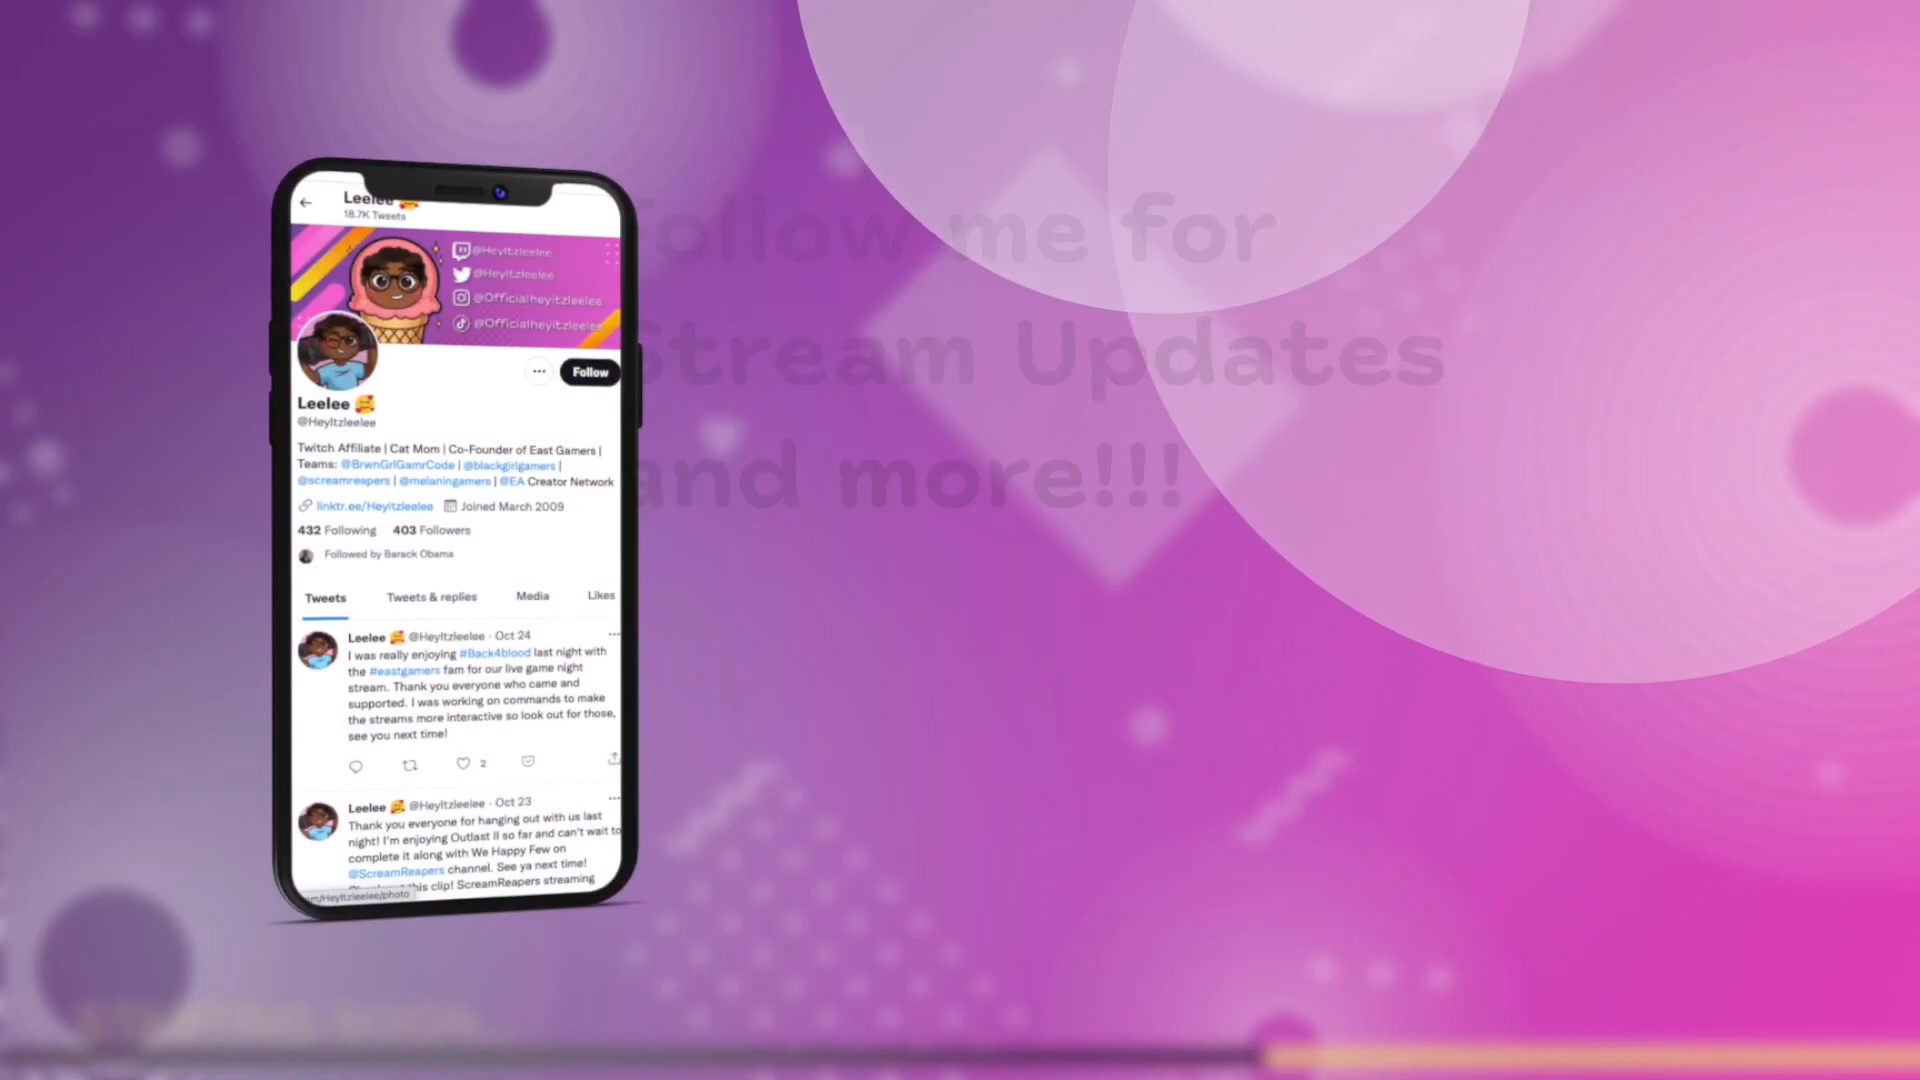 Leelee
18.7K Tweets
@HeyItzleelee
@HeyItzleelee
@Officialheyitzleelee
@Officialheyitzleelee
Follow
Leelee
@HeyItzleelee
Twitch Affiliate | Cat Mom | Co-Founder of East Gamers |
Teams: @BrwnGrlGamrCode | @blackgirlgamers |
@screamreapers | @melaningamers | @EA Creator Network
linktr.ee/HeyItzleelee Joined March 2009
432 Following 403 Followers
Followed by Barack Obama
Tweets Tweets & replies Media Likes
Leelee @HeyItzleelee · Oct 24
I was really enjoying #Back4blood last night with
the #eastgamers fam for our live game night
stream. Thank you everyone who came and
supported. I was working on commands to make
the streams more interactive so look out for those,
see you next time!
2
Leelee @HeyItzleelee · Oct 23
Thank you everyone for hanging out with us last
night! I'm enjoying Outlast II so far and can't wait to
complete it along with We Happy Few on
@ScreamReapers channel. See ya next time!
this clip! ScreamReapers streaming
/HeyItzleelee/photo
Follow me for
Stream Updates
and more!!!